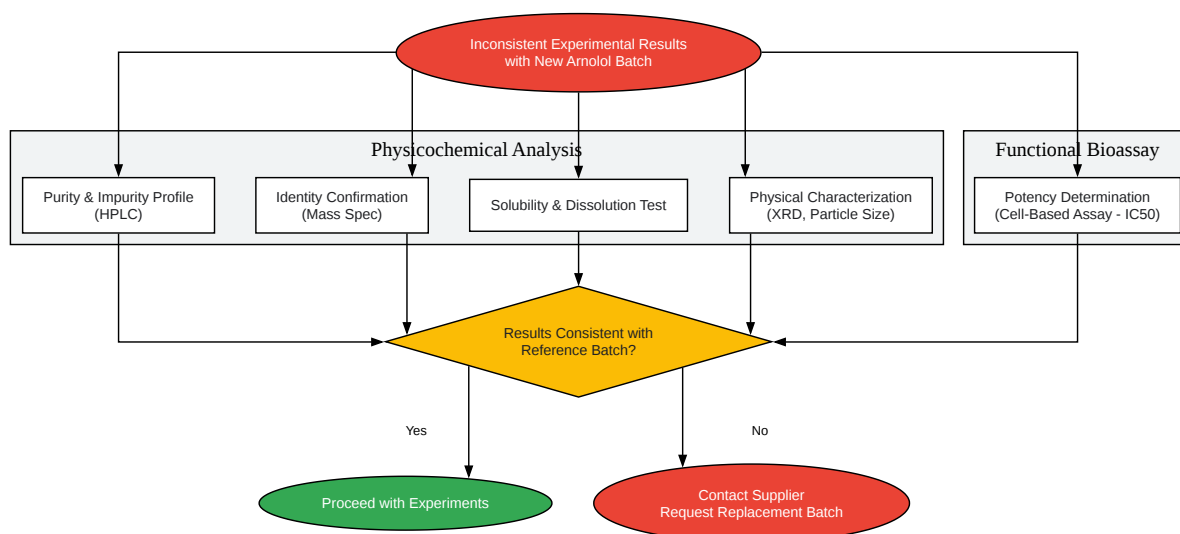 Inconsistent Experimental Results
with New Arnolol Batch
Physicochemical Analysis
Functional Bioassay
Purity & Impurity Profile
(HPLC)
Identity Confirmation
(Mass Spec)
Solubility & Dissolution Test
Physical Characterization
(XRD, Particle Size)
Potency Determination
(Cell-Based Assay - IC50)
Results Consistent with
Reference Batch?
Yes
No
Proceed with Experiments
Contact Supplier
Request Replacement Batch